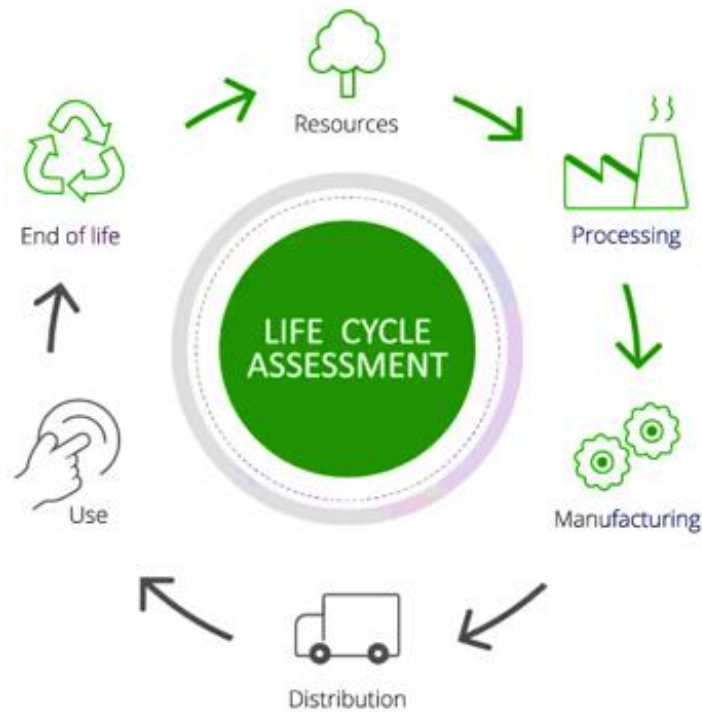 Resources
End of life
Processing
LIFE CYCLE
ASSESSMENT
Use
Manufacturing
Distribution